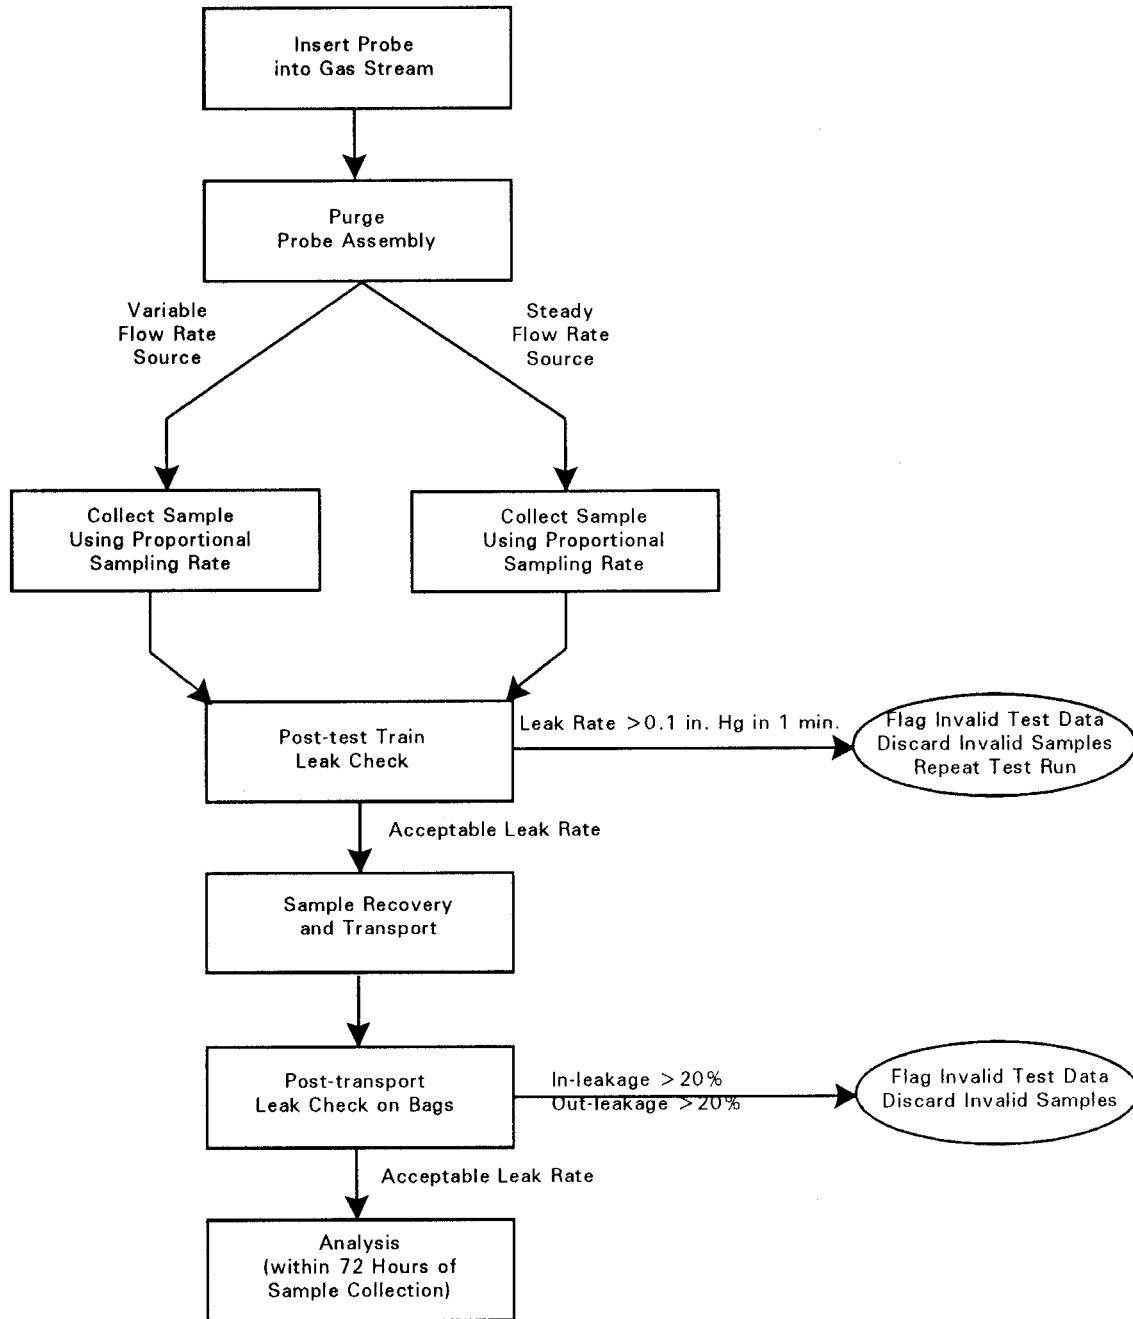 Insert Probe
into Gas Stream
Purge
Probe Assembly
Variable
Flow Rate
Source
Steady
Flow Rate
Source
Collect Sample
Using Proportional
Sampling Rate
Collect Sample
Using Proportional
Sampling Rate
Post-test Train
Leak Check
Leak Rate >0.1 in. Hg in 1 min.
Flag Invalid Test Data
Discard Invalid Samples
Repeat Test Run
Acceptable Leak Rate
Sample Recovery
and Transport
Post-transport
Leak Check on Bags
In-leakage >20%
Out-leakage >20%
Flag Invalid Test Data
Discard Invalid Samples
Acceptable Leak Rate
Analysis
(within 72 Hours of
Sample Collection)